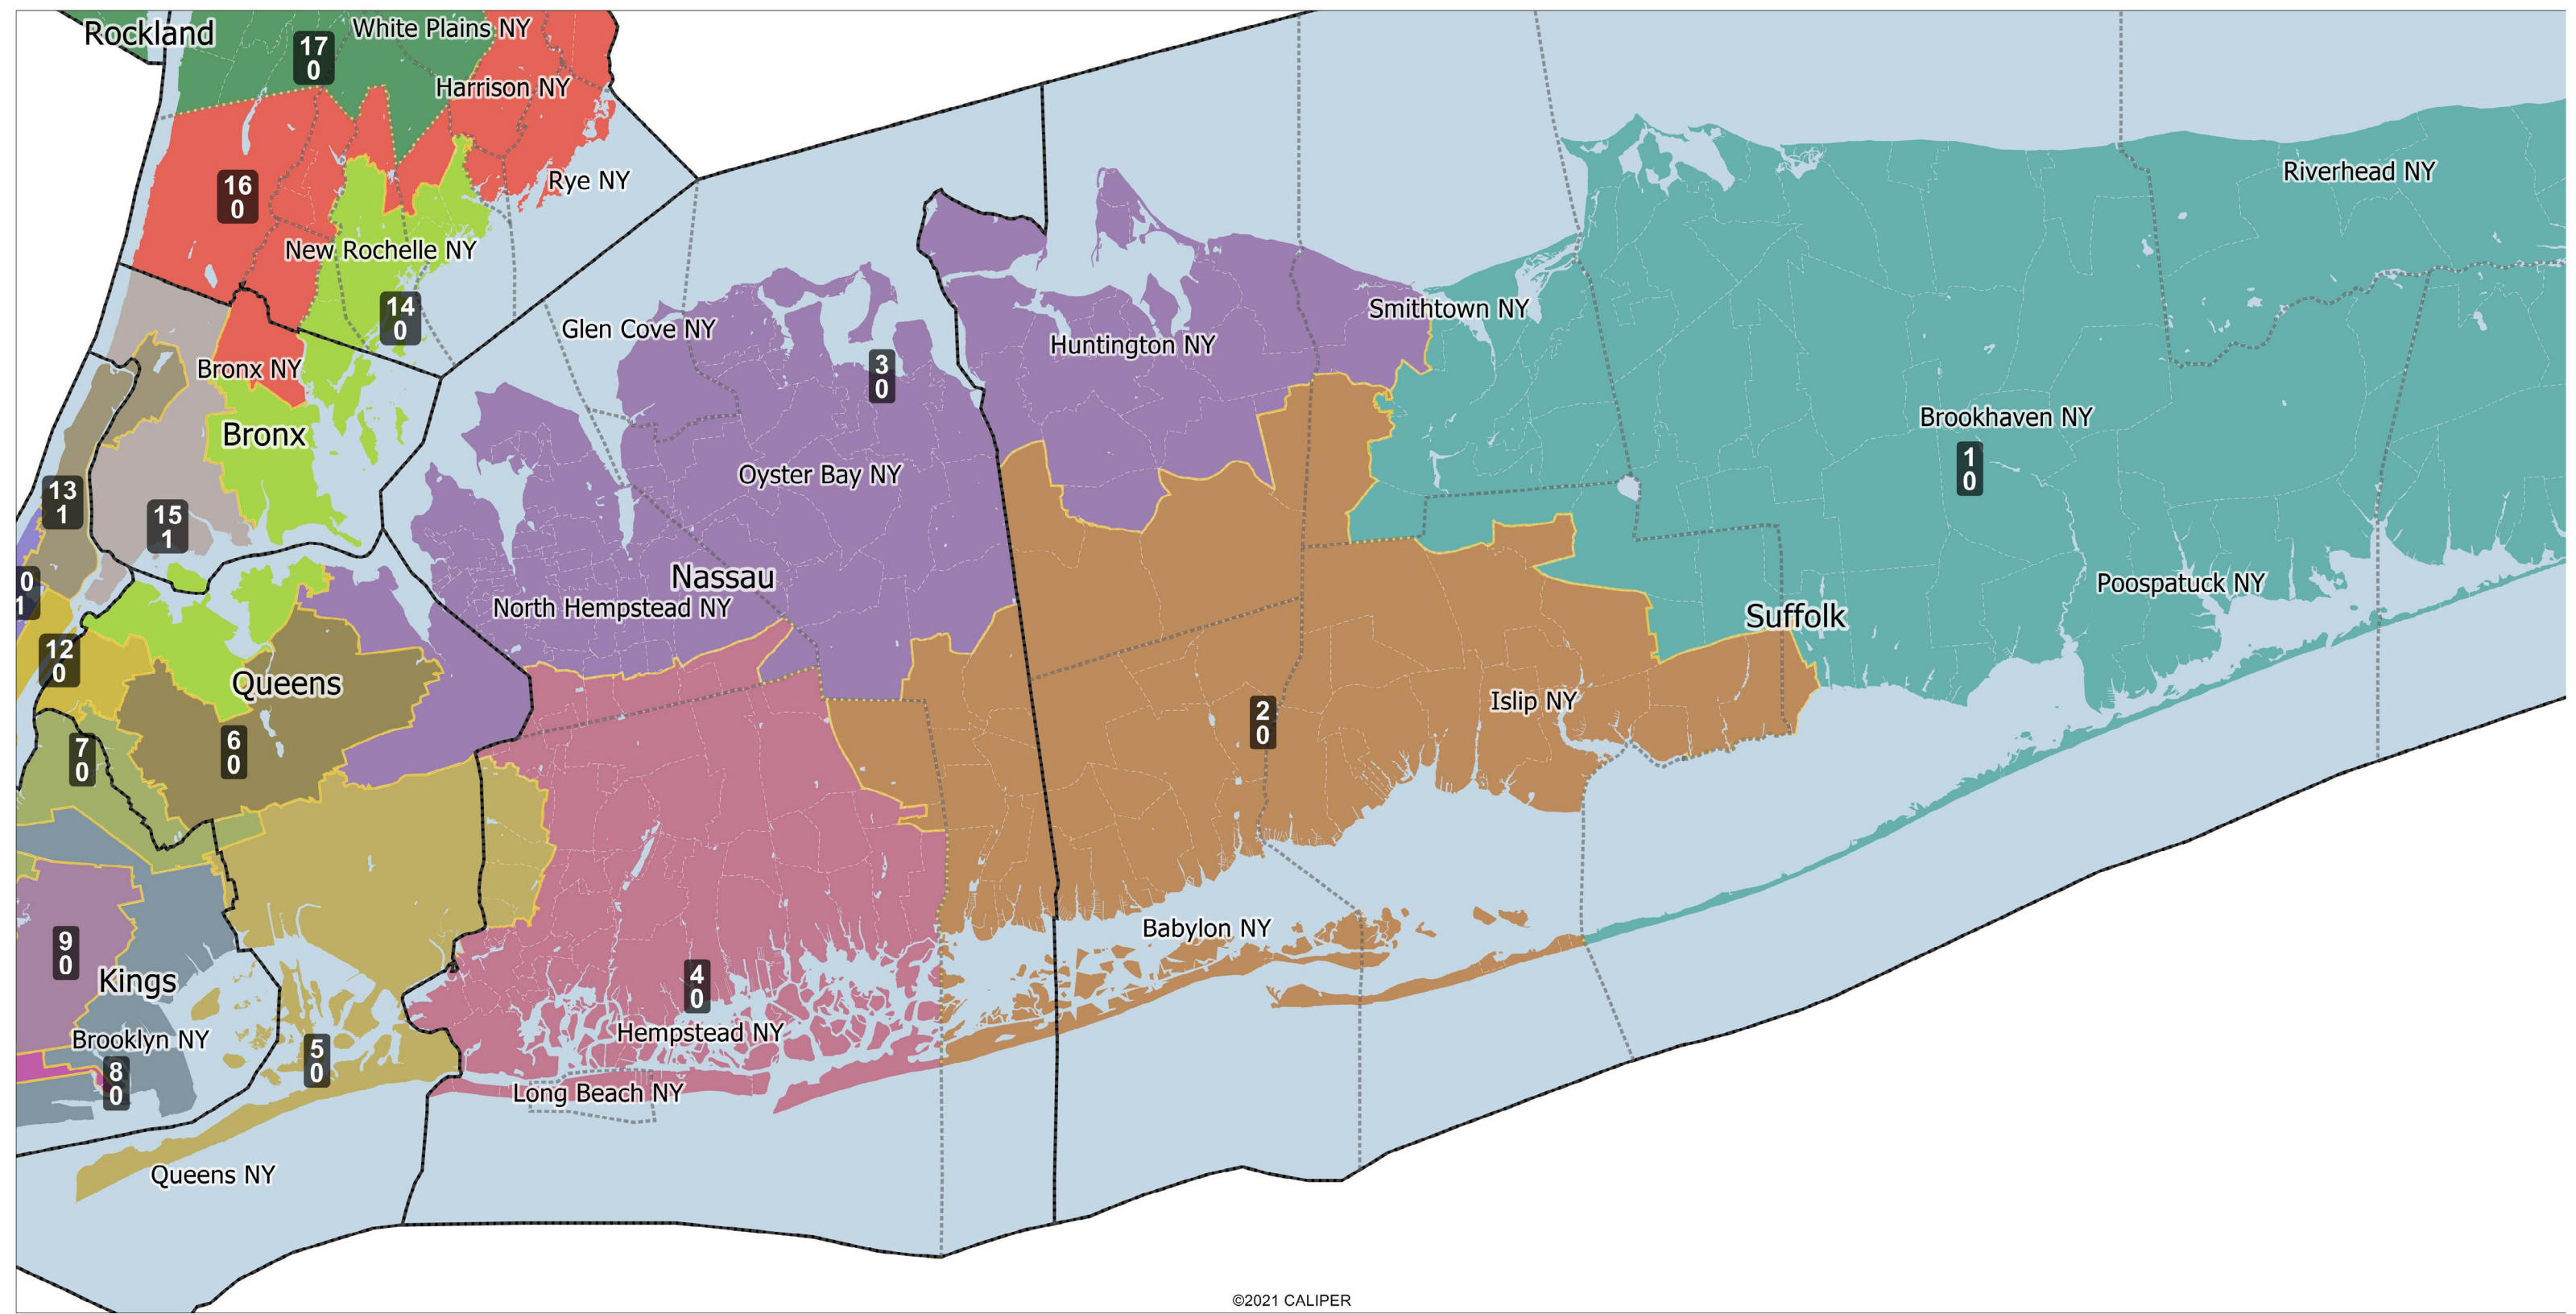 Rockland
White Plains NY
17
0
Harrison NY
Riverhead NY
16
0
Rye NY
New Rochelle NY
14
0
Smithtown NY
Glen Cove NY
Huntington NY
Bronx NY
3
0
Brookhaven NY
Bronx
1
0
Oyster Bay NY
13
1
15
1
Nassau
0
1
Poospatuck NY
North Hempstead NY
Suffolk
12
0
Queens
Islip NY
2
0
6
0
7
0
Babylon NY
9
0
Kings
4
0
Hempstead NY
Brooklyn NY
5
0
8
0
Long Beach NY
Queens NY
©2021 CALIPER